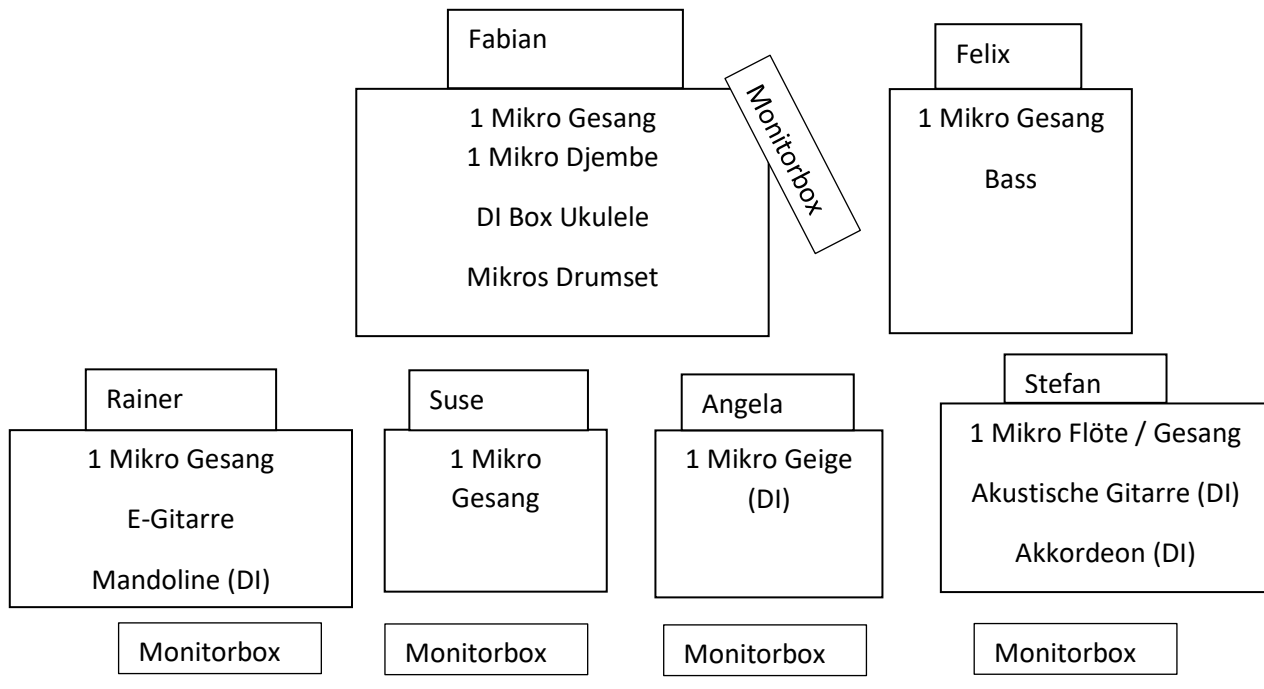 Fabian
1 Mikro Gesang
1 Mikro Djembe
DI Box Ukulele
Mikros Drumset
Monitorbox
Felix
1 Mikro Gesang
Bass
Rainer
1 Mikro Gesang
E-Gitarre
Mandoline (DI)
Monitorbox
Suse
1 Mikro
Gesang
Monitorbox
Angela
1 Mikro Geige
(DI)
Monitorbox
Stefan
1 Mikro Flöte / Gesang
Akustische Gitarre (DI)
Akkordeon (DI)
Monitorbox